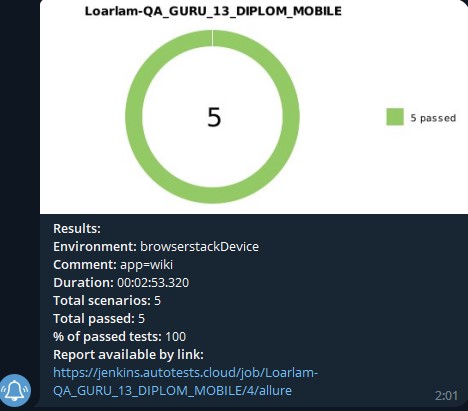 Loarlam-QA_GURU_13_DIPLOM_MOBILE
5
5 passed
Results:
Environment: browserstackDevice
Comment: app=wiki
Duration: 00:02:53.320
Total scenarios: 5
Total passed: 5
% of passed tests: 100
Report available by link:
https://jenkins.autotests.cloud/job/Loarlam-
QA_GURU_13_DIPLOM_MOBILE/4/allure
2:01